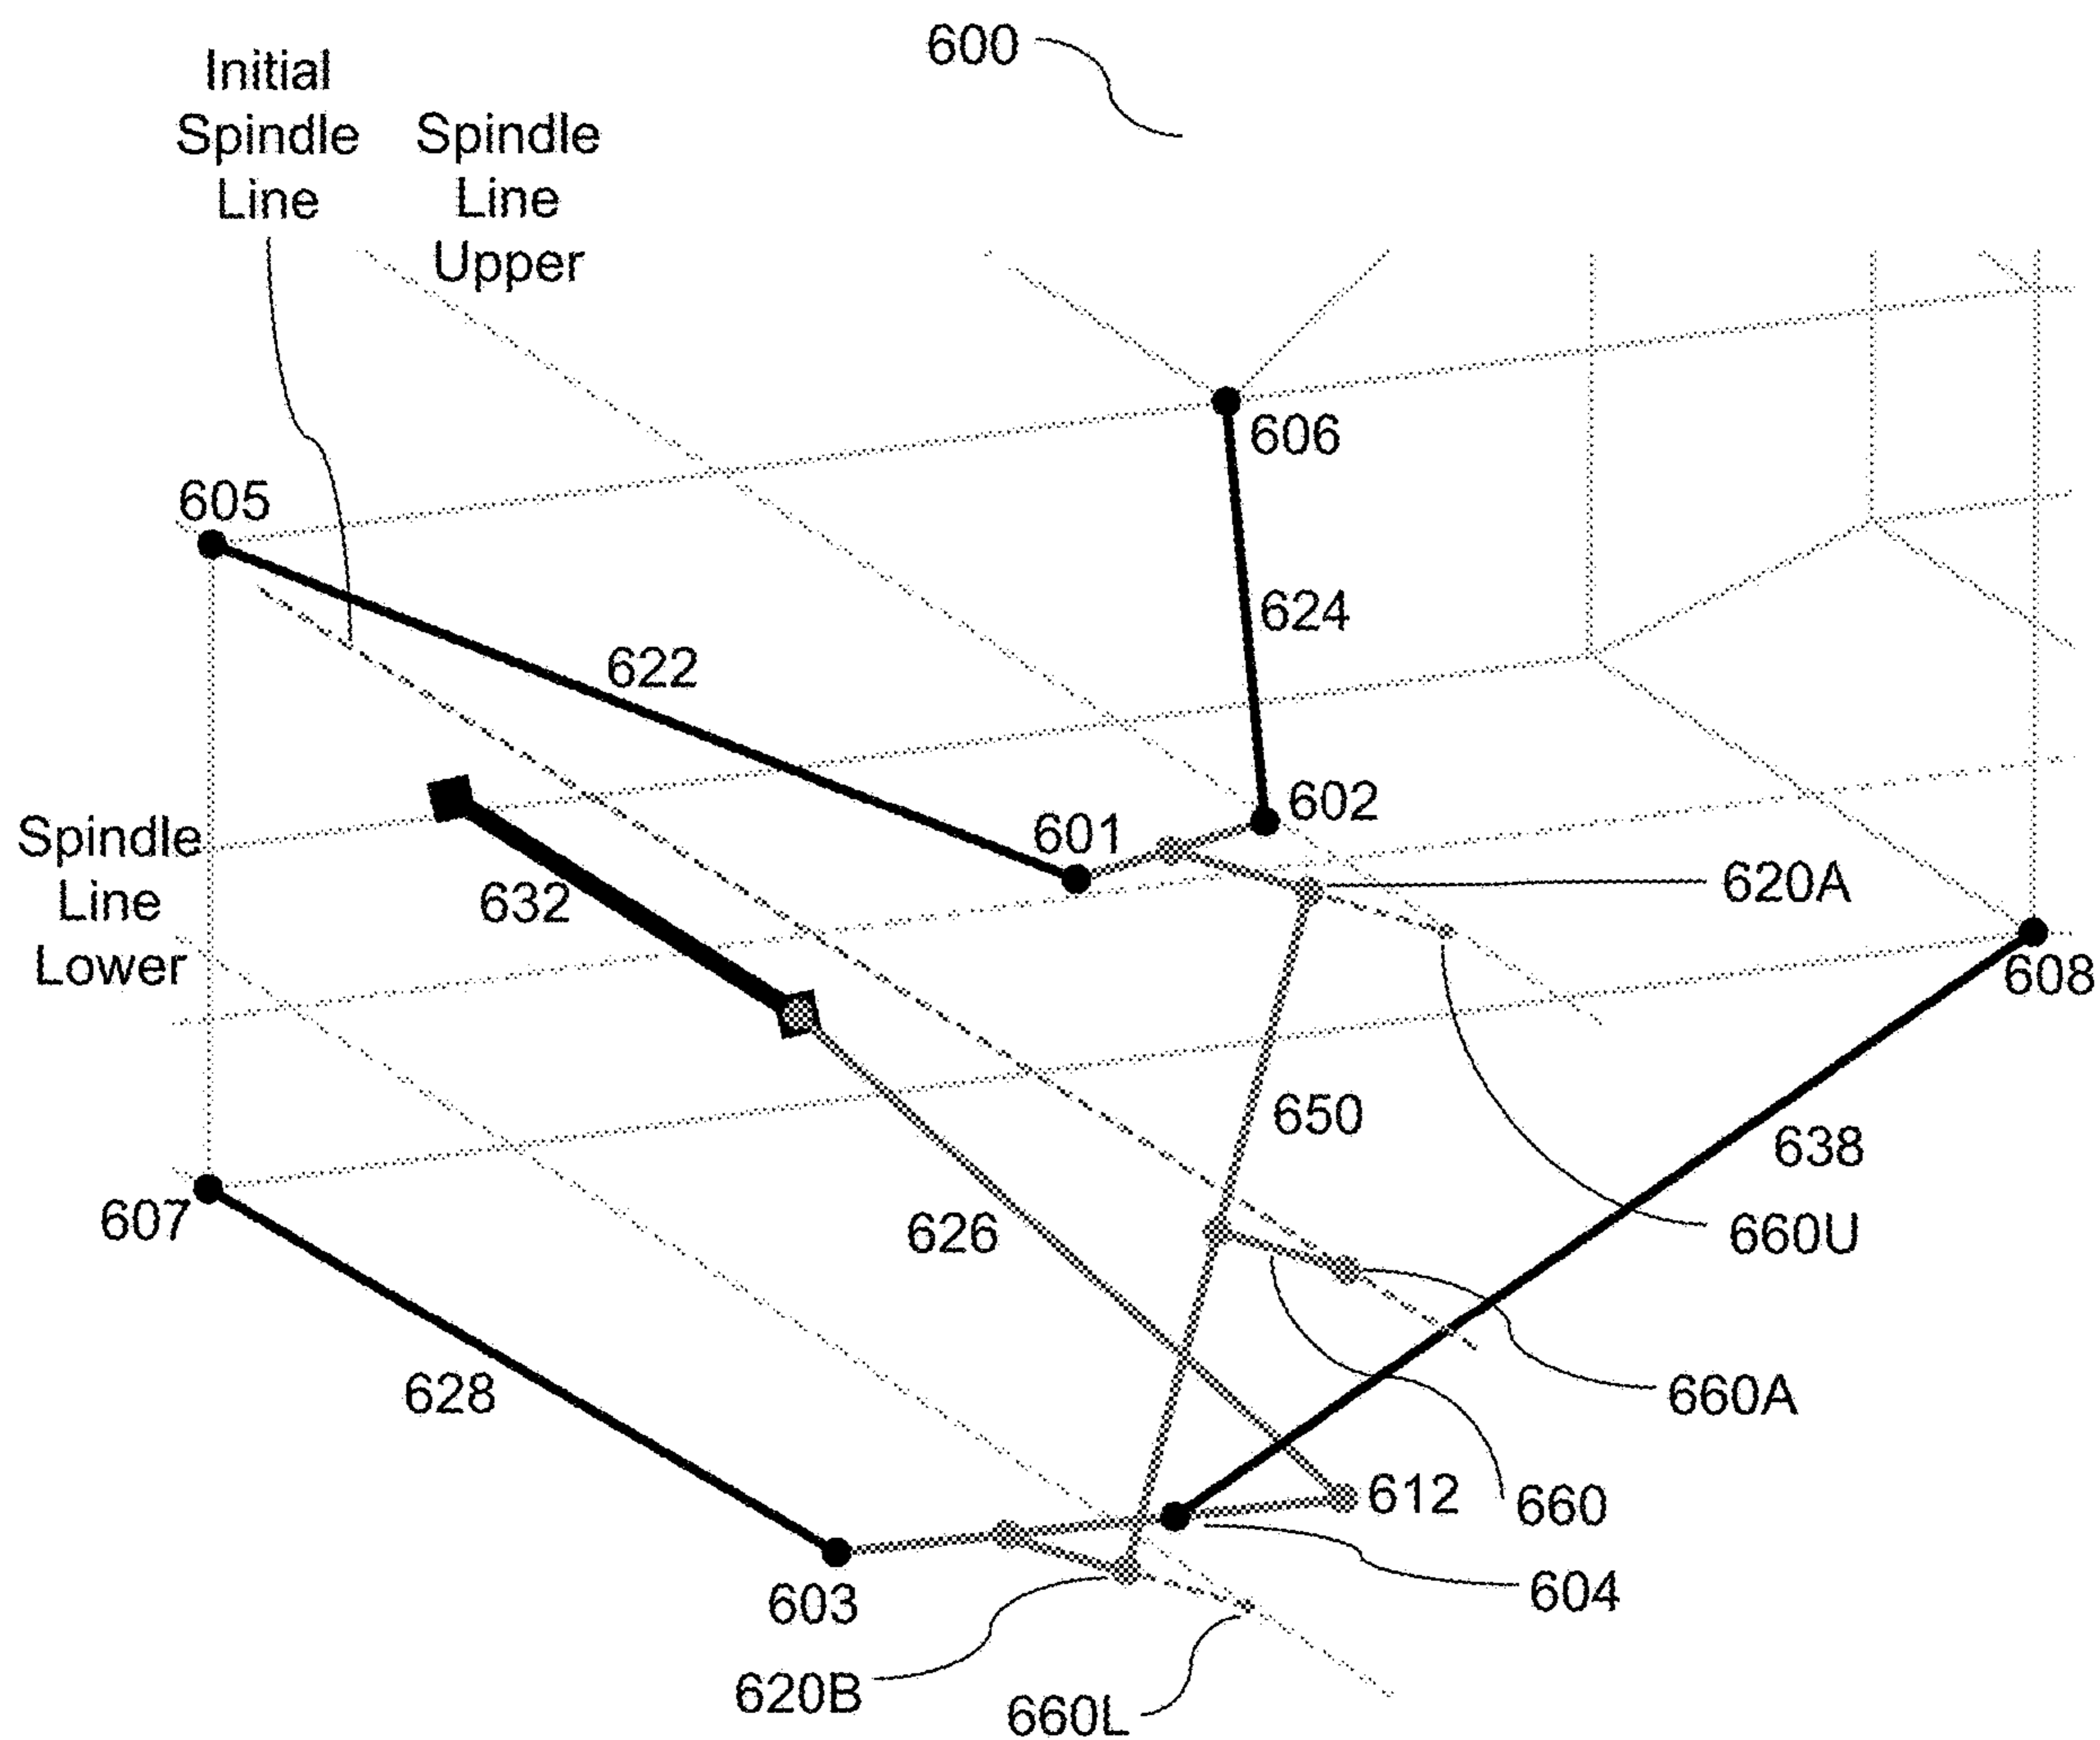 600
Initial
Spindle
Line
Spindle
Line
Upper
606
605
624
622
602
601
Spindle
Line
Lower
632
620A
608
650
638
607
626
660U
628
660A
612
660
603
604
620B
660L